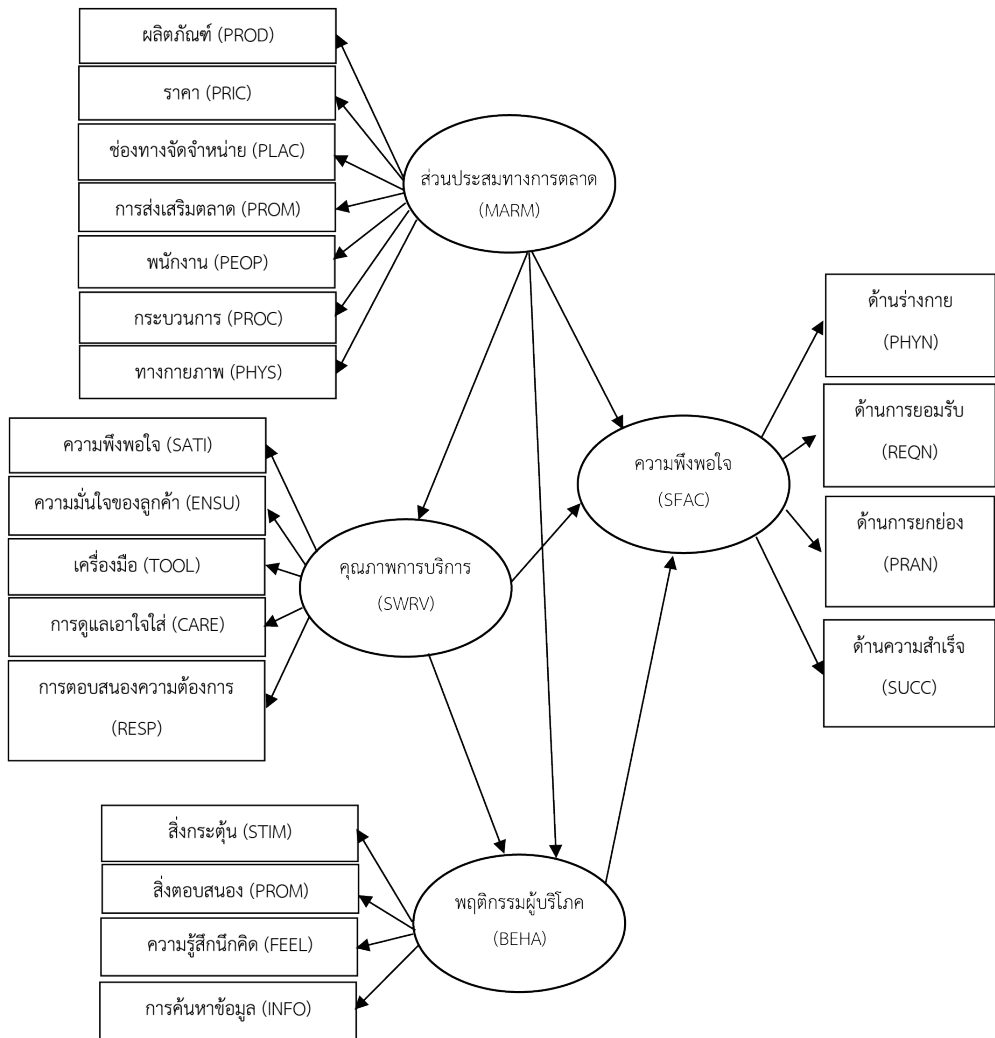 ผลิตภัณฑ์ (PROD)
ราคา (PRIC)
ช่องทางจัดจำหน่าย (PLAC)
การส่งเสริมตลาด (PROM)
พนักงาน (PEOP)
กระบวนการ (PROC)
ทางกายภาพ (PHYS)
ส่วนประสมทางการตลาด
(MARM)
ความพึงพอใจ (SATI)
ความมั่นใจของลูกค้า (ENSU)
เครื่องมือ (TOOL)
การดูแลเอาใจใส่ (CARE)
การตอบสนองความต้องการ
(RESP)
คุณภาพการบริการ
(SWRV)
ความพึงพอใจ
(SFAC)
ด้านร่างกาย
(PHYN)
ด้านการยอมรับ
(REQN)
ด้านการยกย่อง
(PRAN)
ด้านความสำเร็จ
(SUCC)
สิ่งกระตุ้น (STIM)
สิ่งตอบสนอง (PROM)
ความรู้สึกนึกคิด (FEEL)
การค้นหาข้อมูล (INFO)
พฤติกรรมผู้บริโภค
(BEHA)